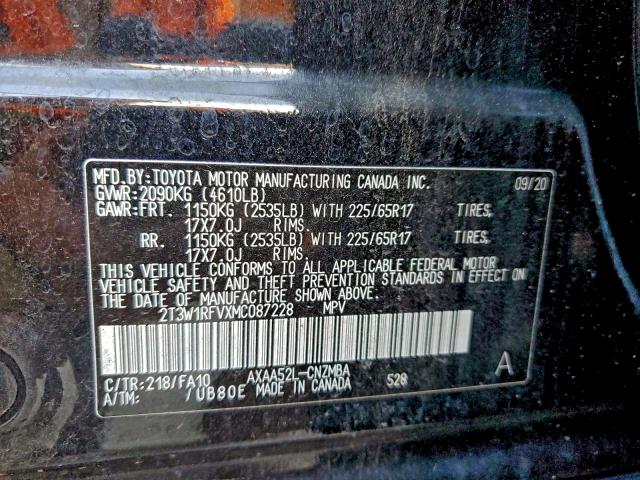 MFD.BY:TOYOTA MOTOR MANUFACTURING CANADA INC. 09/20
GVWR:2090KG (4610LB)
GAWR:FRT. 1150KG (2535LB) WITH 225/65R17 TIRES,
17X7.0J RIMS.
RR. 1150KG (2535LB) WITH 225/65R17 TIRES,
17X7.0J RIMS.
THIS VEHICLE CONFORMS TO ALL APPLICABLE FEDERAL MOTOR
VEHICLE SAFETY AND THEFT PREVENTION STANDARDS IN EFFECT ON
THE DATE OF MANUFACTURE SHOWN ABOVE.
2T3W1RFVXMC087228 MPV
C/TR:218/FA10 AXAA52L-CNZMBA 528 A
A/TM: /UB80E MADE IN CANADA